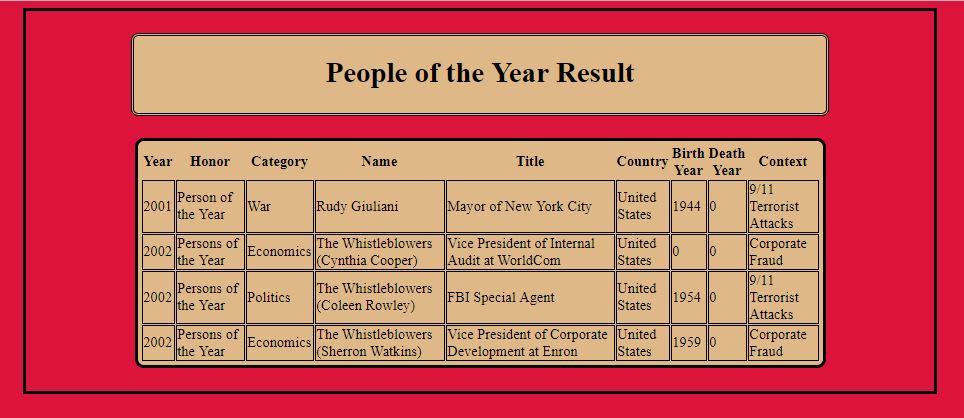 People of the Year Result
Year Honor Category Name Title Country Birth Year Death Year Context
2001 Person of the Year War Rudy Giuliani Mayor of New York City United States 1944 0 9/11 Terrorist Attacks
2002 Persons of the Year Economics The Whistleblowers (Cynthia Cooper) Vice President of Internal Audit at WorldCom United States 0 0 Corporate Fraud
2002 Persons of the Year Politics The Whistleblowers (Coleen Rowley) FBI Special Agent United States 1954 0 9/11 Terrorist Attacks
2002 Persons of the Year Economics The Whistleblowers (Sherron Watkins) Vice President of Corporate Development at Enron United States 1959 0 Corporate Fraud